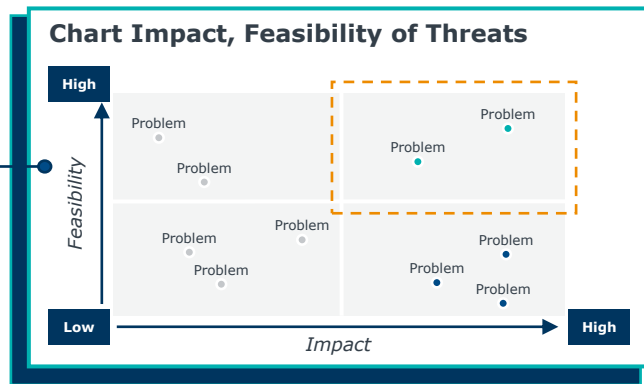 Chart Impact, Feasibility of Threats
High
Feasibility
Problem
Problem
Problem
Problem
Problem
Problem
Problem
Problem
Problem
Problem
Low
Impact
High